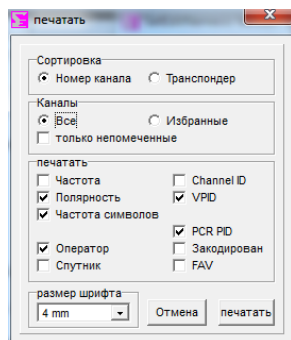 печатать
Сортировка
Номер канала Транспондер
Каналы
Все Избранные
только непомеченные
печатать
Частота Channel ID
Полярность VPID
Частота символов
PCR PID
Оператор Закодирован
Спутник FAV
размер шрифта
4 mm Отмена печатать